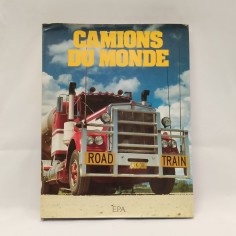 CAMIONS
DU MONDE
ROAD TRAIN
EPA